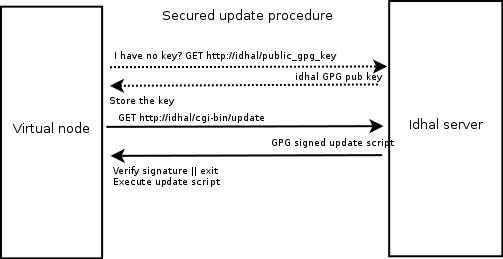 Secured update procedure
I have no key? GET http://idhal/public_gpg_key
idhal GPG pub key
Store the key
GET http://idhal/cgi-bin/update
Virtual node
Idhal server
GPG signed update script
Verify signature || exit
Execute update script